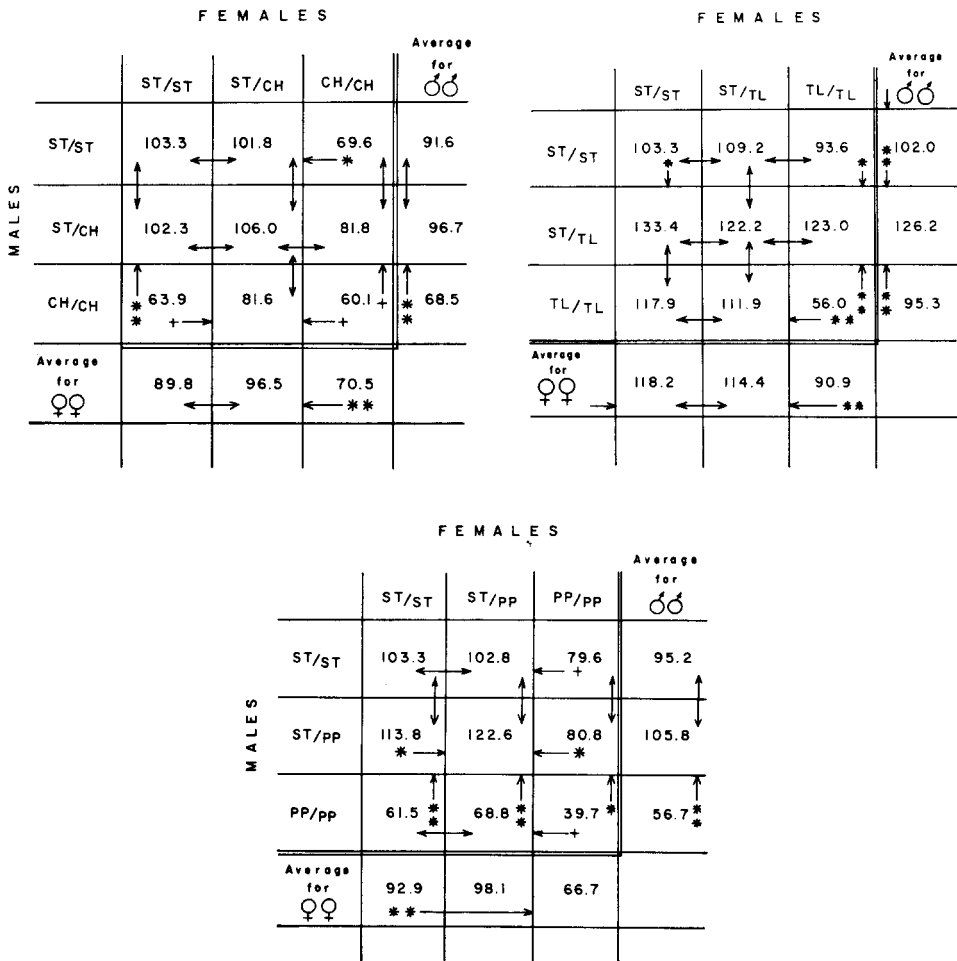 FEMALES
Average
for
♂♂
ST/ST ST/CH CH/CH
MALES
ST/ST 103.3 101.8 69.6 91.6
*
ST/CH 102.3 106.0 81.8 96.7
CH/CH 63.9 81.6 60.1 68.5
** + + + **
Average
for
♀♀
89.8 96.5 70.5
**
FEMALES
Average
for
♂♂
ST/ST ST/TL TL/TL
ST/ST 103.3 109.2 93.6 102.0
* * **
ST/TL 133.4 122.2 123.0 126.2
TL/TL 117.9 111.9 56.0 95.3
** ** **
Average
for
♀♀
118.2 114.4 90.9
**
FEMALES
Average
for
♂♂
ST/ST ST/PP PP/PP
MALES
ST/ST 103.3 102.8 79.6 95.2
+
ST/PP 113.8 122.6 80.8 105.8
* *
PP/PP 61.5 68.8 39.7 56.7
** ** + * **
Average
for
♀♀
92.9 98.1 66.7
**